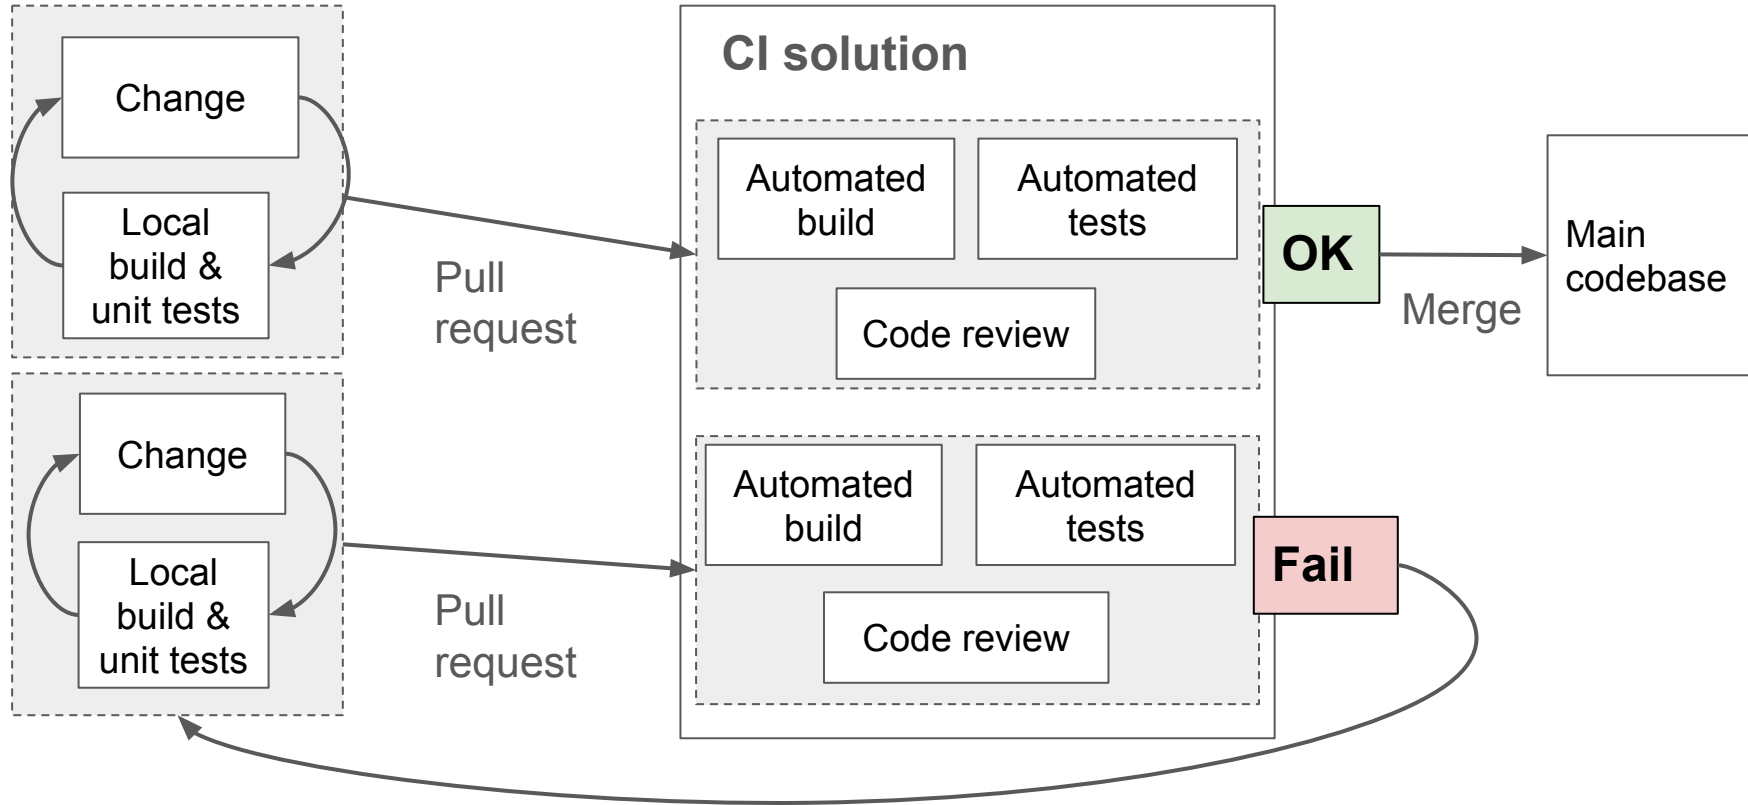 CI solution
Change
Local
build &
unit tests
Pull
request
Automated
build
Automated
tests
Code review
OK
Merge
Main
codebase
Change
Local
build &
unit tests
Pull
request
Automated
build
Automated
tests
Code review
Fail